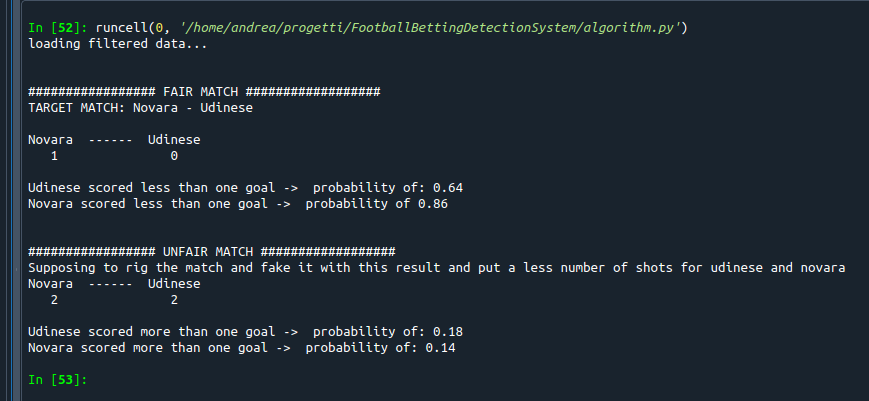 In [52]: runcell(0, '/home/andrea/progetti/FootballBettingDetectionSystem/algorithm.py')
loading filtered data...
################# FAIR MATCH ##################
TARGET MATCH: Novara - Udinese
Novara ------ Udinese
1 0
Udinese scored less than one goal -> probability of: 0.64
Novara scored less than one goal -> probability 0.86
################# UNFAIR MATCH ##################
Supposing to rig the match and fake it with this result and put a less number of shots for udinese and novara
Novara ------ Udinese
2 2
Udinese scored more than one goal -> probability of: 0.18
Novara scored more than one goal -> probability of: 0.14
In [53]: